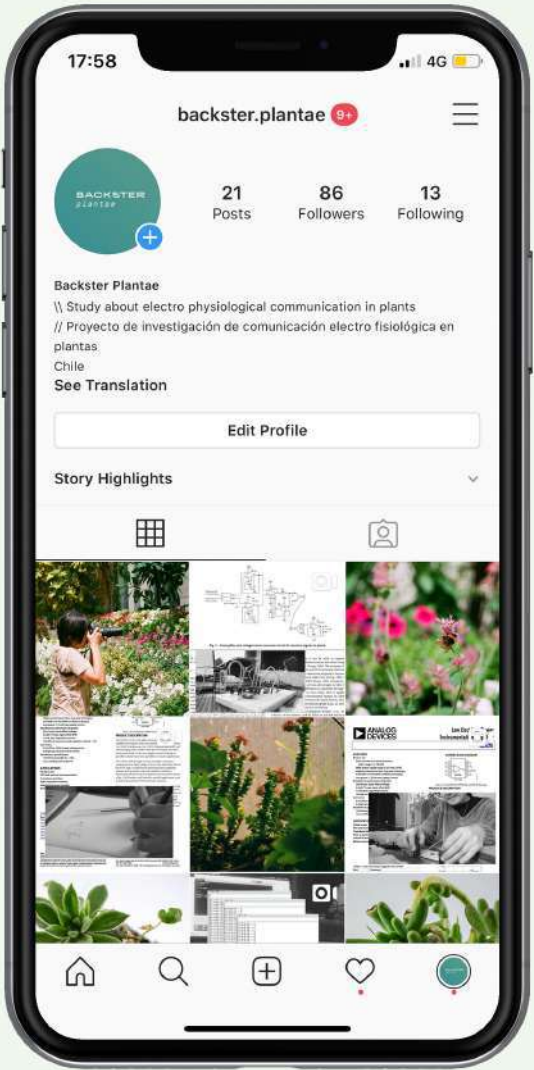 17:58
4G
backster.plantae 9+
BACKSTER
plantae
21
Posts
86
Followers
13
Following
Backster Plantae
\\ Study about electro physiological communication in plants
// Proyecto de investigación de comunicación electro fisiológica en
plantas
Chile
See Translation
Edit Profile
Story Highlights
ANALOG
DEVICES